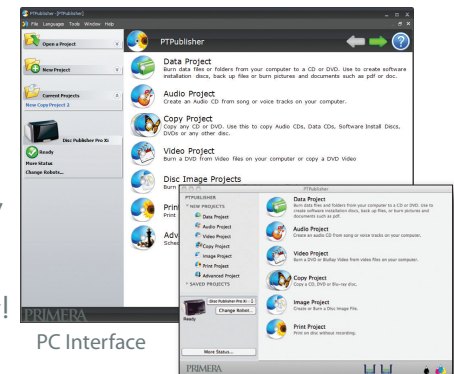 PTPublisher - [PTPublisher]
File Languages Tools Window Help
Open a Project
New Project
Current Projects
New Copy Project 2
Disc Publisher Pro Xi
Ready
More Status
Change Robot...
PRIMERA
PTPublisher
Data Project
Burn data files or folders from your computer to a CD or DVD. Use to create software
installation discs, back up files or burn pictures and documents such as pdf or doc.
Audio Project
Create an Audio CD from song or voice tracks on your computer.
Copy Project
Copy any CD or DVD. Use this to copy Audio CDs, Data CDs, Software Install Discs,
DVDs or any other disc.
Video Project
Burn a DVD from Video files on your computer or copy a DVD Video
Disc Image Projects
Burn
Prin
Print
Adv
Sche
y
!
PC Interface
PTPublisher
PTPUBLISHER
NEW PROJECTS
Data Project
Audio Project
Video Project
Copy Project
Image Project
Print Project
Advanced Project
SAVED PROJECTS
Disc Publisher Pro Xi
Change Robot...
Ready
More Status...
PRIMERA
Data Project
Burn data files and folders from your computer to a CD or DVD. Use to
create software installation discs, back up files, or burn pictures and
documents such as pdf.
Audio Project
Create an audio CD from song or voice tracks on your computer.
Video Project
Burn a DVD or BluRay Video from video files on your computer.
Copy Project
Copy a CD, DVD or Blu-ray disc.
Image Project
Create or Burn a Disc Image File.
Print Project
Print on disc without recording.